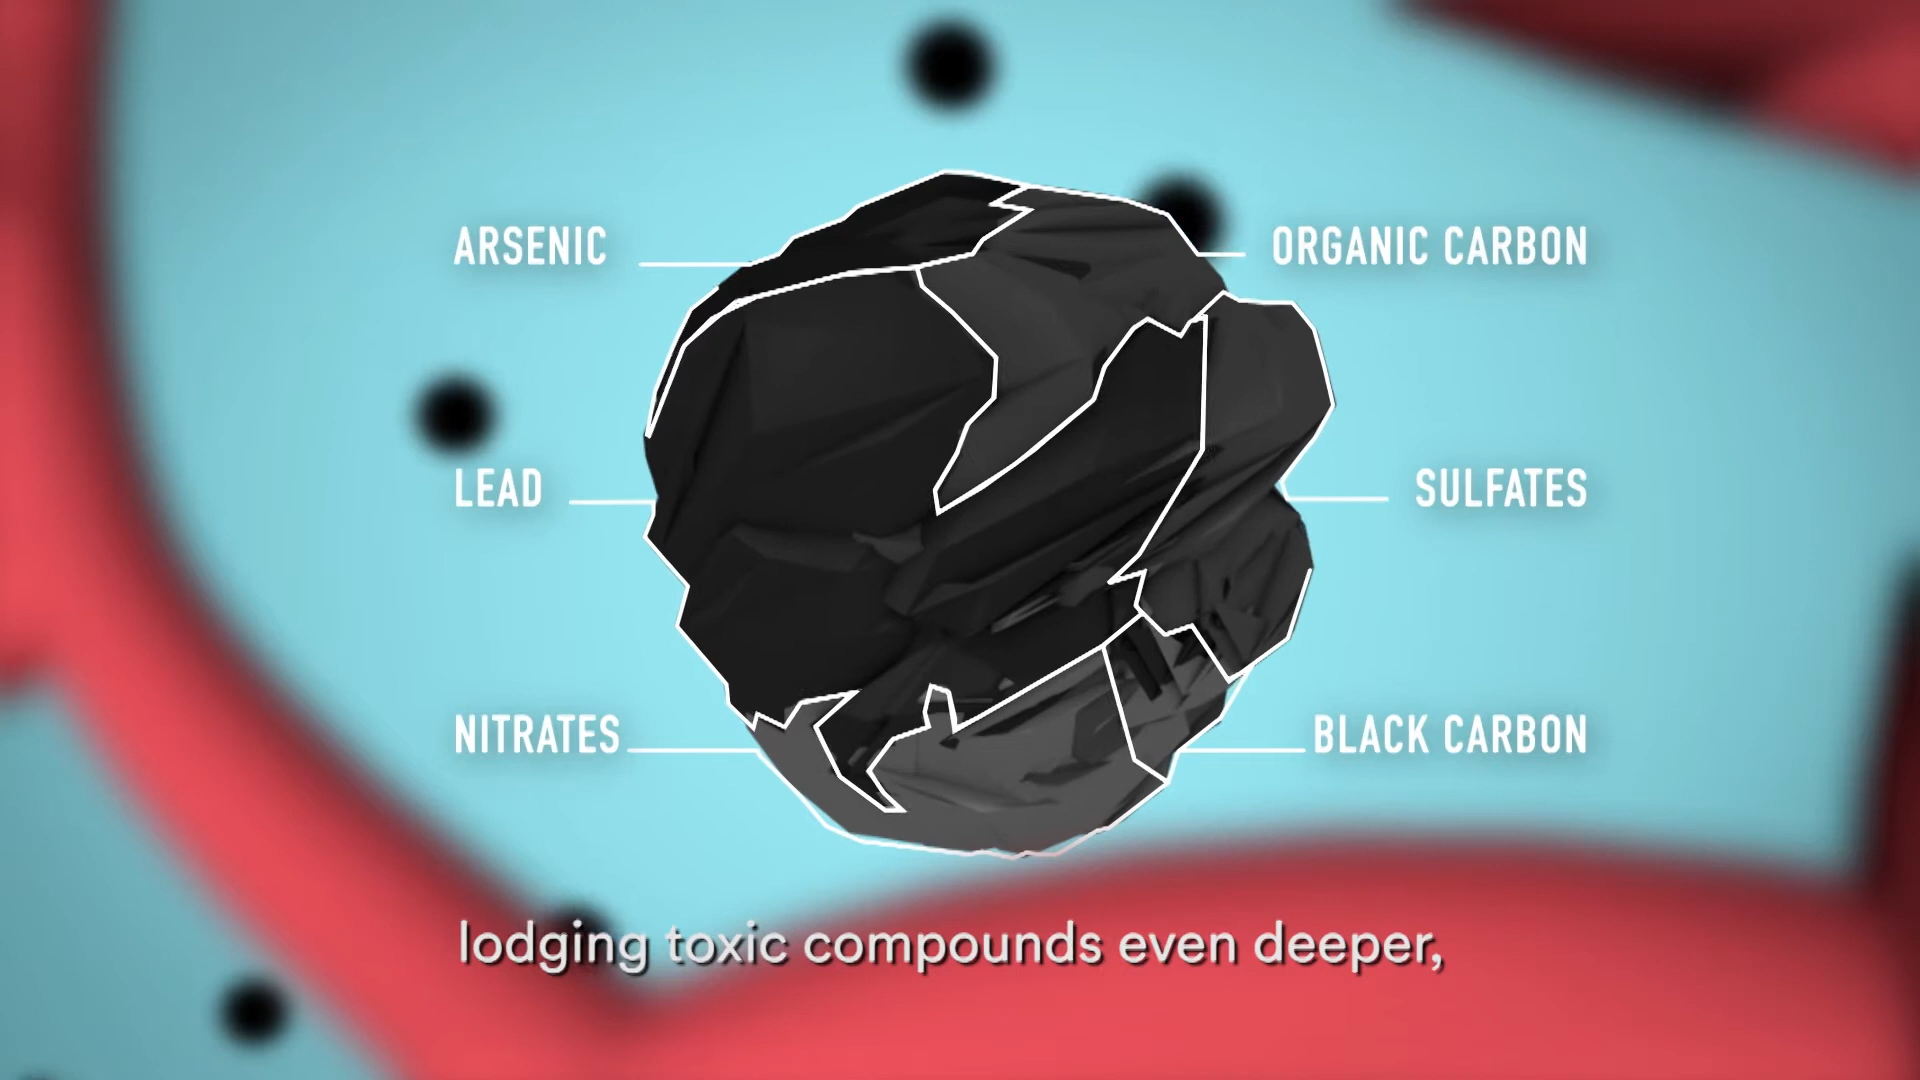 ARSENIC
ORGANIC CARBON
LEAD
SULFATES
NITRATES
BLACK CARBON
lodging toxic compounds even deeper,